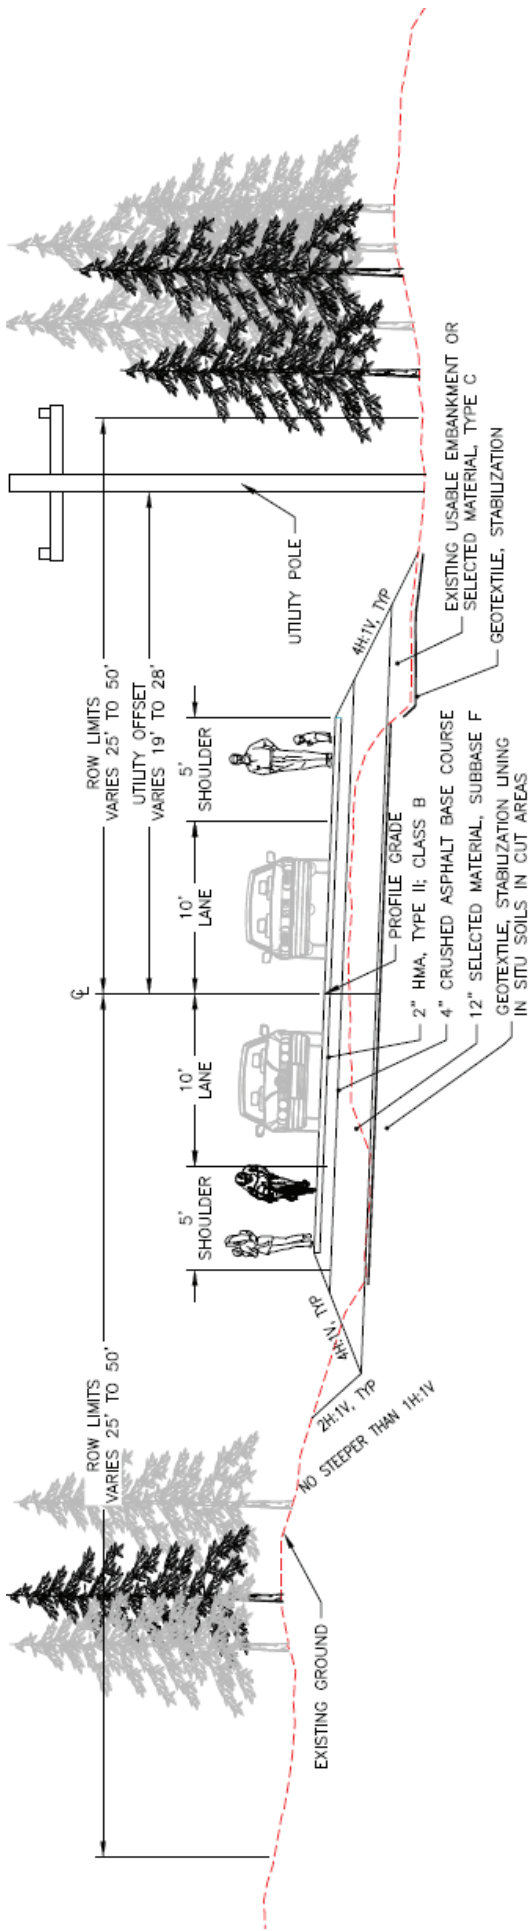 ROW LIMITS
VARIES 25' TO 50'
℄
ROW LIMITS
VARIES 25' TO 50'
UTILITY OFFSET
VARIES 19' TO 28'
5'
SHOULDER
10'
LANE
10'
LANE
5'
SHOULDER
UTILITY POLE
4H:1V, TYP
2H:1V, TYP
NO STEEPER THAN 1H:1V
EXISTING GROUND
4H:1V, TYP
PROFILE GRADE
2" HMA, TYPE II; CLASS B
4" CRUSHED ASPHALT BASE COURSE
12" SELECTED MATERIAL, SUBBASE F
GEOTEXTILE, STABILIZATION LINING
IN SITU SOILS IN CUT AREAS
EXISTING USABLE EMBANKMENT OR
SELECTED MATERIAL, TYPE C
GEOTEXTILE, STABILIZATION